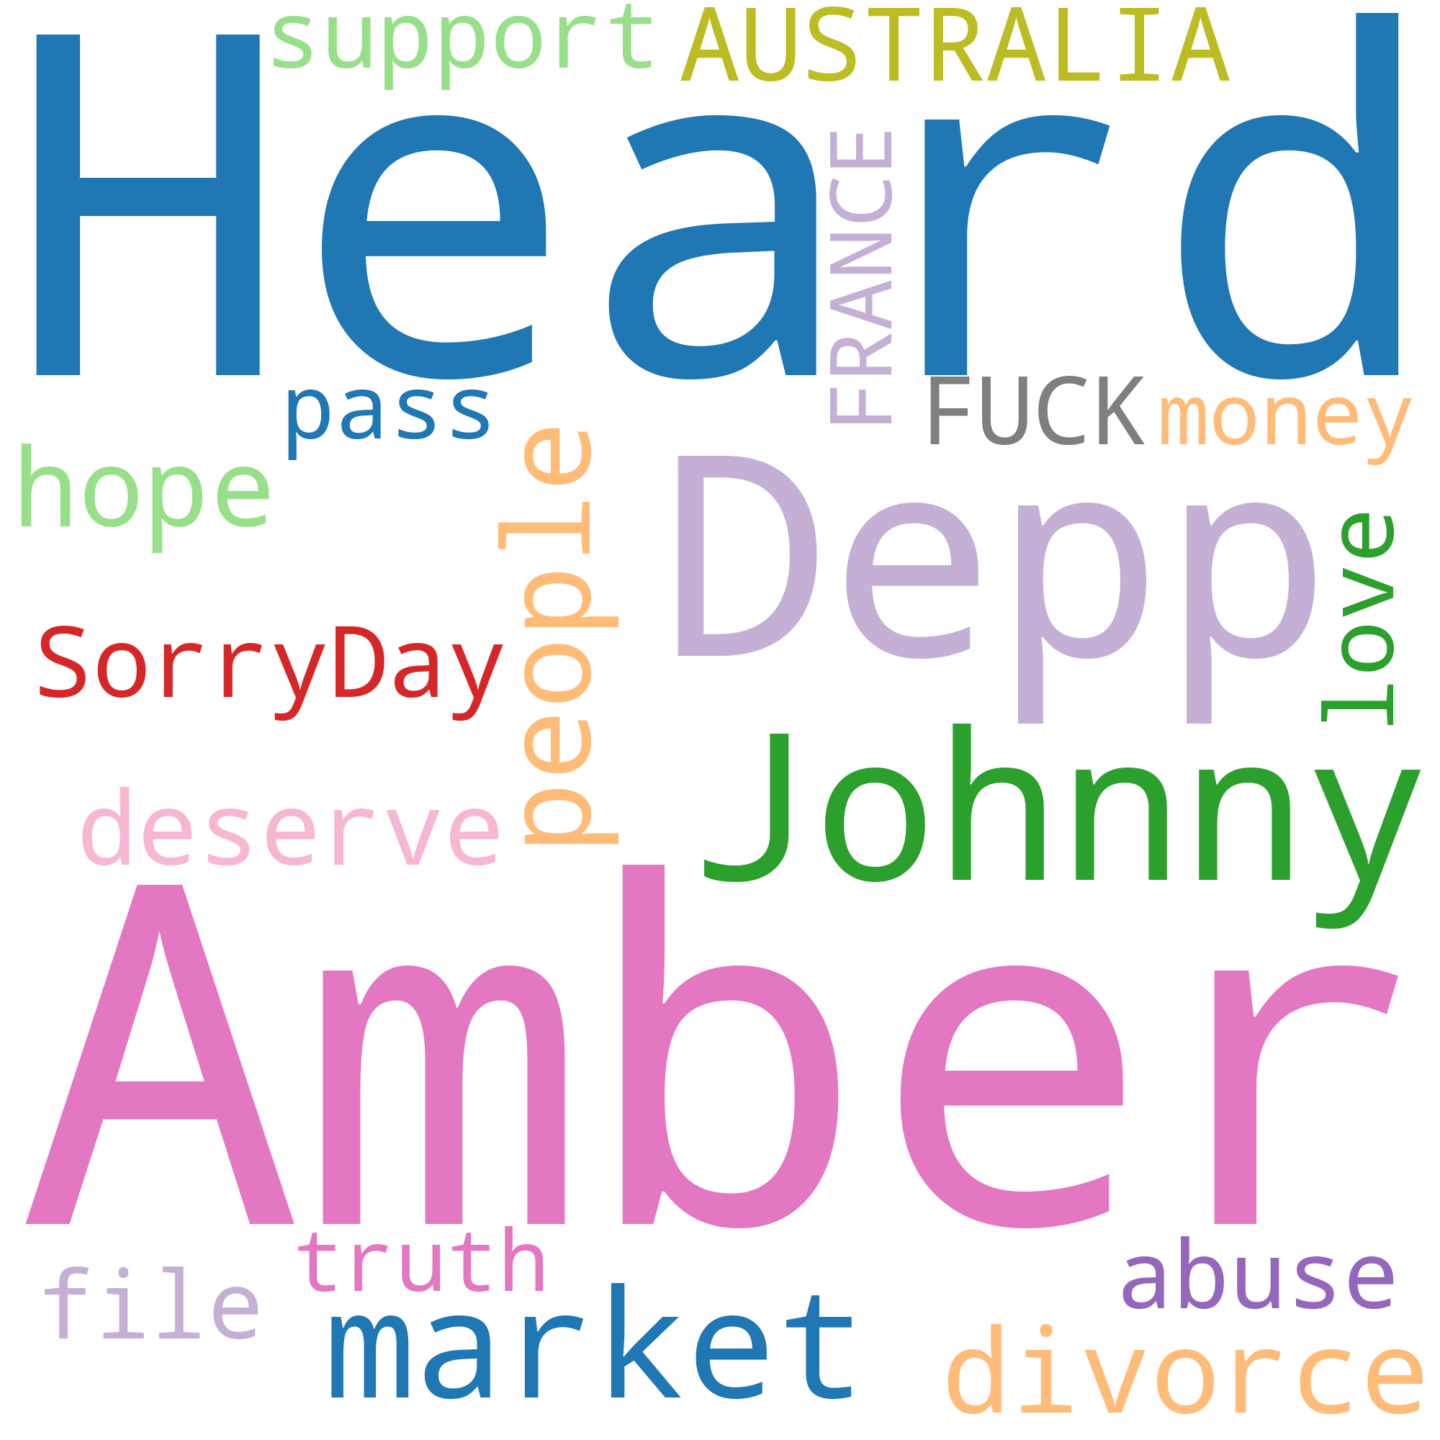 support
AUSTRALIA
Heard
FRANCE
pass
FUCK
money
hope
people
Depp
love
SorryDay
Johnny
deserve
Amber
truth
abuse
file
market
divorce